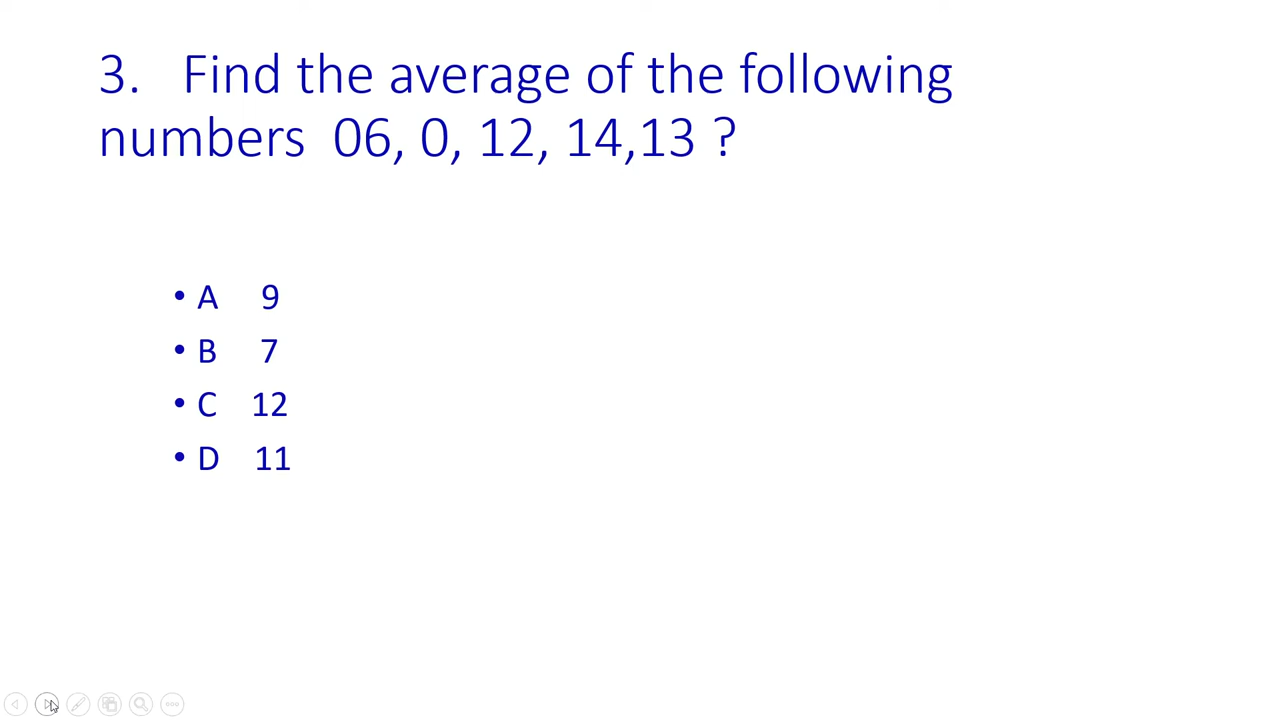 3. Find the average of the following
numbers 06, 0, 12, 14,13 ?
• A 9
• B 7
• C 12
• D 11